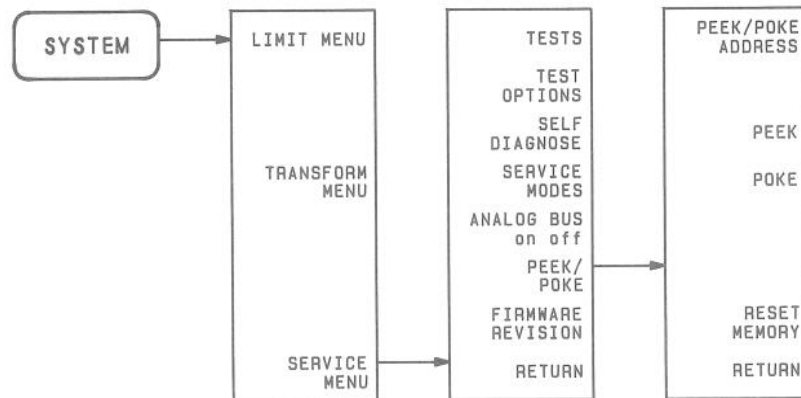 SYSTEM
LIMIT MENU
TRANSFORM
MENU
SERVICE
MENU
TESTS
TEST
OPTIONS
SELF
DIAGNOSE
SERVICE
MODES
ANALOG BUS
on off
PEEK/
POKE
FIRMWARE
REVISION
RETURN
PEEK/POKE
ADDRESS
PEEK
POKE
RESET
MEMORY
RETURN